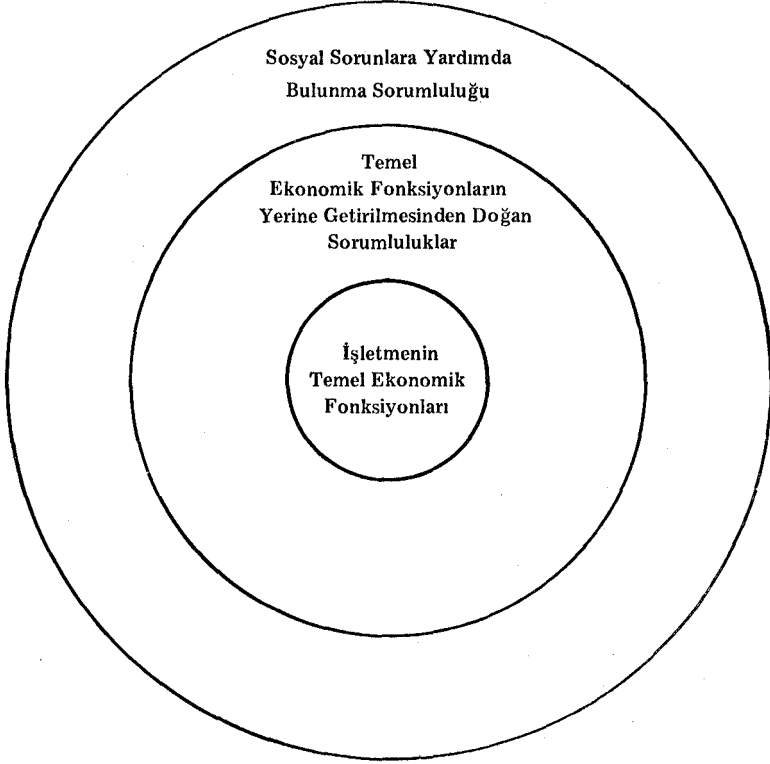 Sosyal Sorunlara Yardımda
Bulunma Sorumluluğu
Temel
Ekonomik Fonksiyonların
Yerine Getirilmesinden Doğan
Sorumluluklar
İşletmenin
Temel Ekonomik
Fonksiyonları